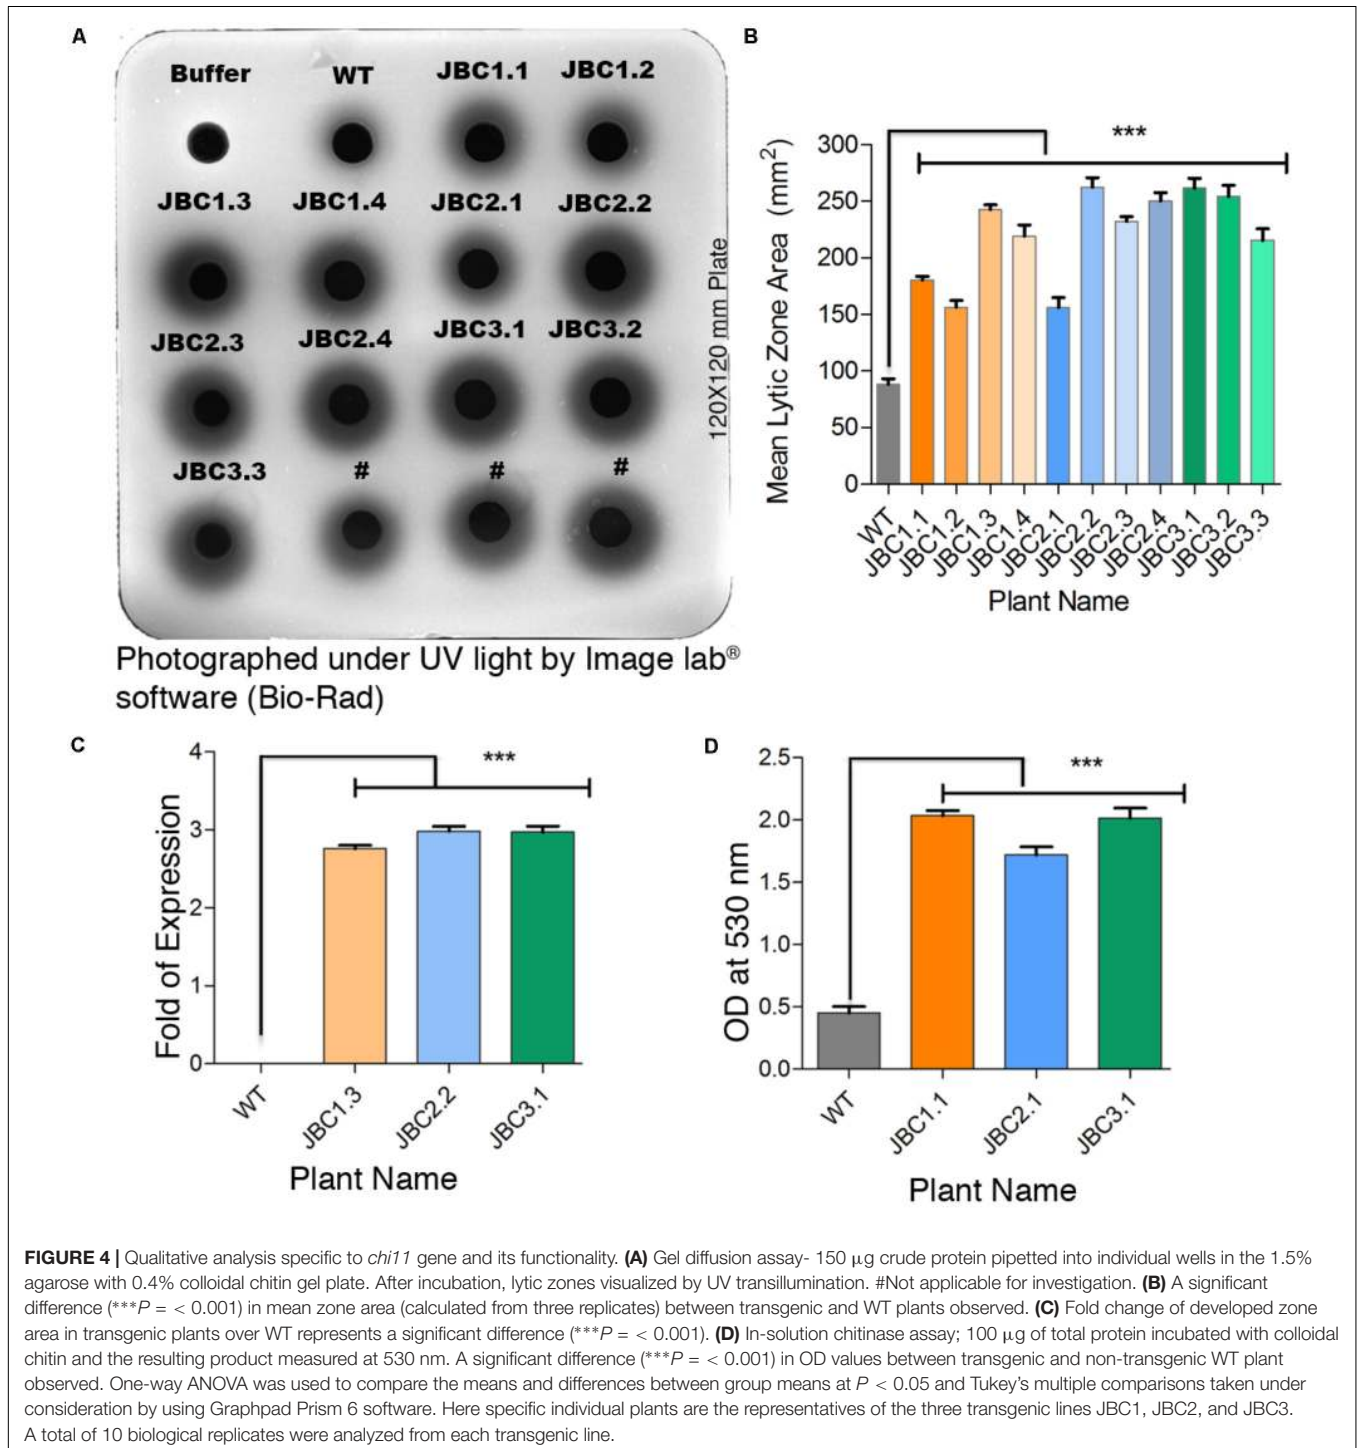 A
Buffer WT JBC1.1 JBC1.2
JBC1.3 JBC1.4 JBC2.1 JBC2.2
JBC2.3 JBC2.4 JBC3.1 JBC3.2
JBC3.3 # # #
120X120 mm Plate
Photographed under UV light by Image lab®
software (Bio-Rad)
B
***
Mean Lytic Zone Area (mm²)
300
250
200
150
100
50
0
WT JBC1.1 JBC1.2 JBC1.3 JBC1.4 JBC2.1 JBC2.2 JBC2.3 JBC2.4 JBC3.1 JBC3.2 JBC3.3
Plant Name
C
***
Fold of Expression
4
3
2
1
0
WT JBC1.3 JBC2.2 JBC3.1
Plant Name
D
***
OD at 530 nm
2.5
2.0
1.5
1.0
0.5
0.0
WT JBC1.1 JBC2.1 JBC3.1
Plant Name
FIGURE 4 | Qualitative analysis specific to chi11 gene and its functionality. (A) Gel diffusion assay- 150 μg crude protein pipetted into individual wells in the 1.5%
agarose with 0.4% colloidal chitin gel plate. After incubation, lytic zones visualized by UV transillumination. #Not applicable for investigation. (B) A significant
difference (***P = < 0.001) in mean zone area (calculated from three replicates) between transgenic and WT plants observed. (C) Fold change of developed zone
area in transgenic plants over WT represents a significant difference (***P = < 0.001). (D) In-solution chitinase assay; 100 μg of total protein incubated with colloidal
chitin and the resulting product measured at 530 nm. A significant difference (***P = < 0.001) in OD values between transgenic and non-transgenic WT plant
observed. One-way ANOVA was used to compare the means and differences between group means at P < 0.05 and Tukey's multiple comparisons taken under
consideration by using Graphpad Prism 6 software. Here specific individual plants are the representatives of the three transgenic lines JBC1, JBC2, and JBC3.
A total of 10 biological replicates were analyzed from each transgenic line.